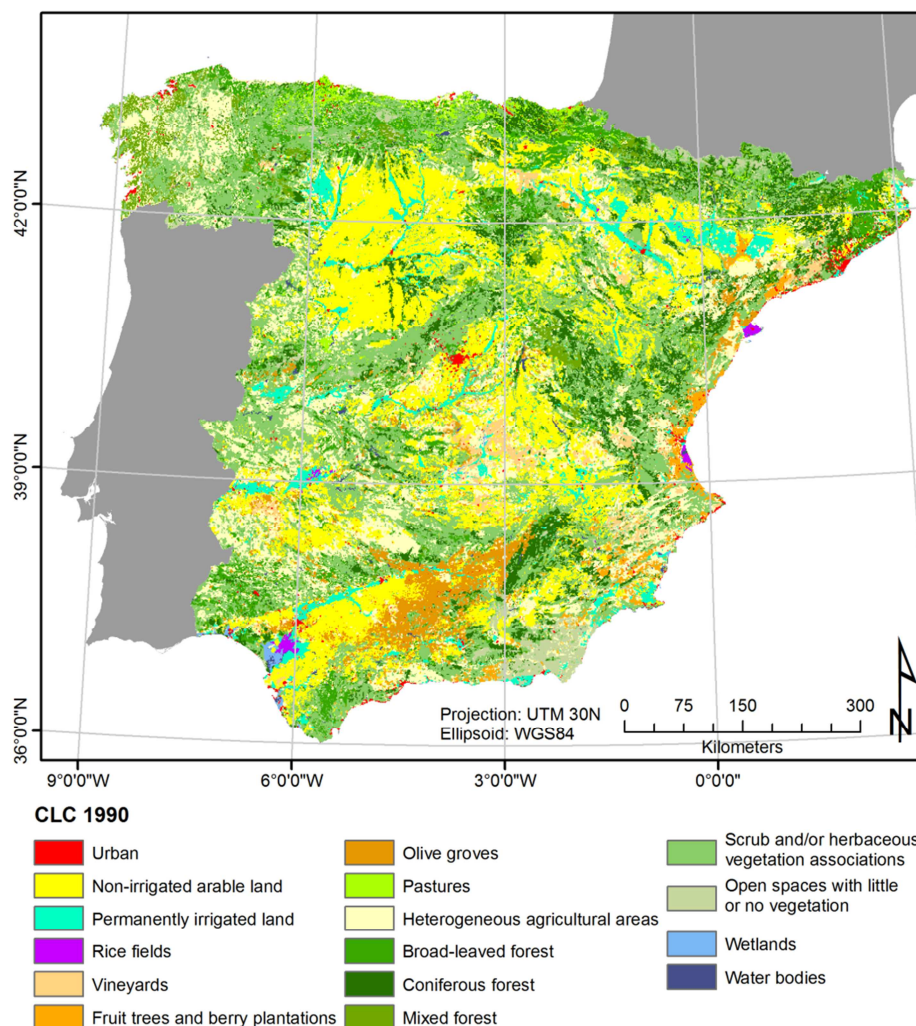 42°0'0"N
39°0'0"N
36°0'0"N
Projection: UTM 30N
Ellipsoid: WGS84
0 75 150 300
Kilometers
N
9°0'0"W 6°0'0"W 3°0'0"W 0°0'0"
CLC 1990
Urban
Non-irrigated arable land
Permanently irrigated land
Rice fields
Vineyards
Fruit trees and berry plantations
Olive groves
Pastures
Heterogeneous agricultural areas
Broad-leaved forest
Coniferous forest
Mixed forest
Scrub and/or herbaceous
vegetation associations
Open spaces with little
or no vegetation
Wetlands
Water bodies